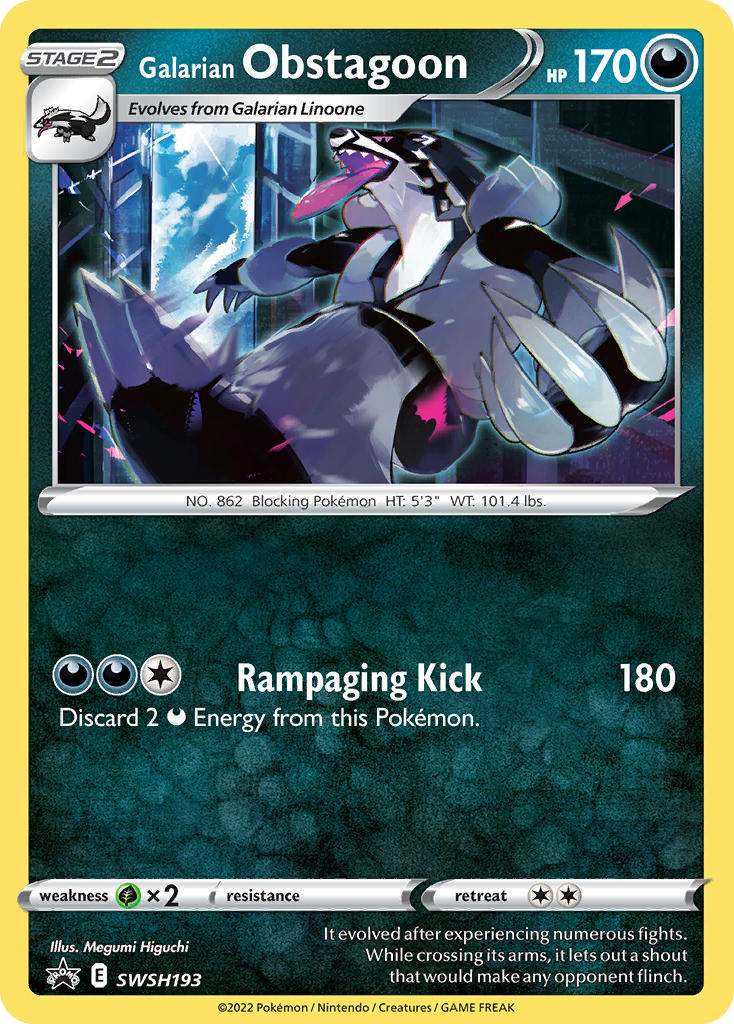 STAGE2
Galarian Obstagoon
HP 170
Evolves from Galarian Linoone
NO. 862 Blocking Pokémon HT: 5'3" WT: 101.4 lbs.
Rampaging Kick 180
Discard 2 Energy from this Pokémon.
weakness ×2 resistance retreat
Illus. Megumi Higuchi
It evolved after experiencing numerous fights.
While crossing its arms, it lets out a shout
that would make any opponent flinch.
PROMO E SWSH193
©2022 Pokémon / Nintendo / Creatures / GAME FREAK